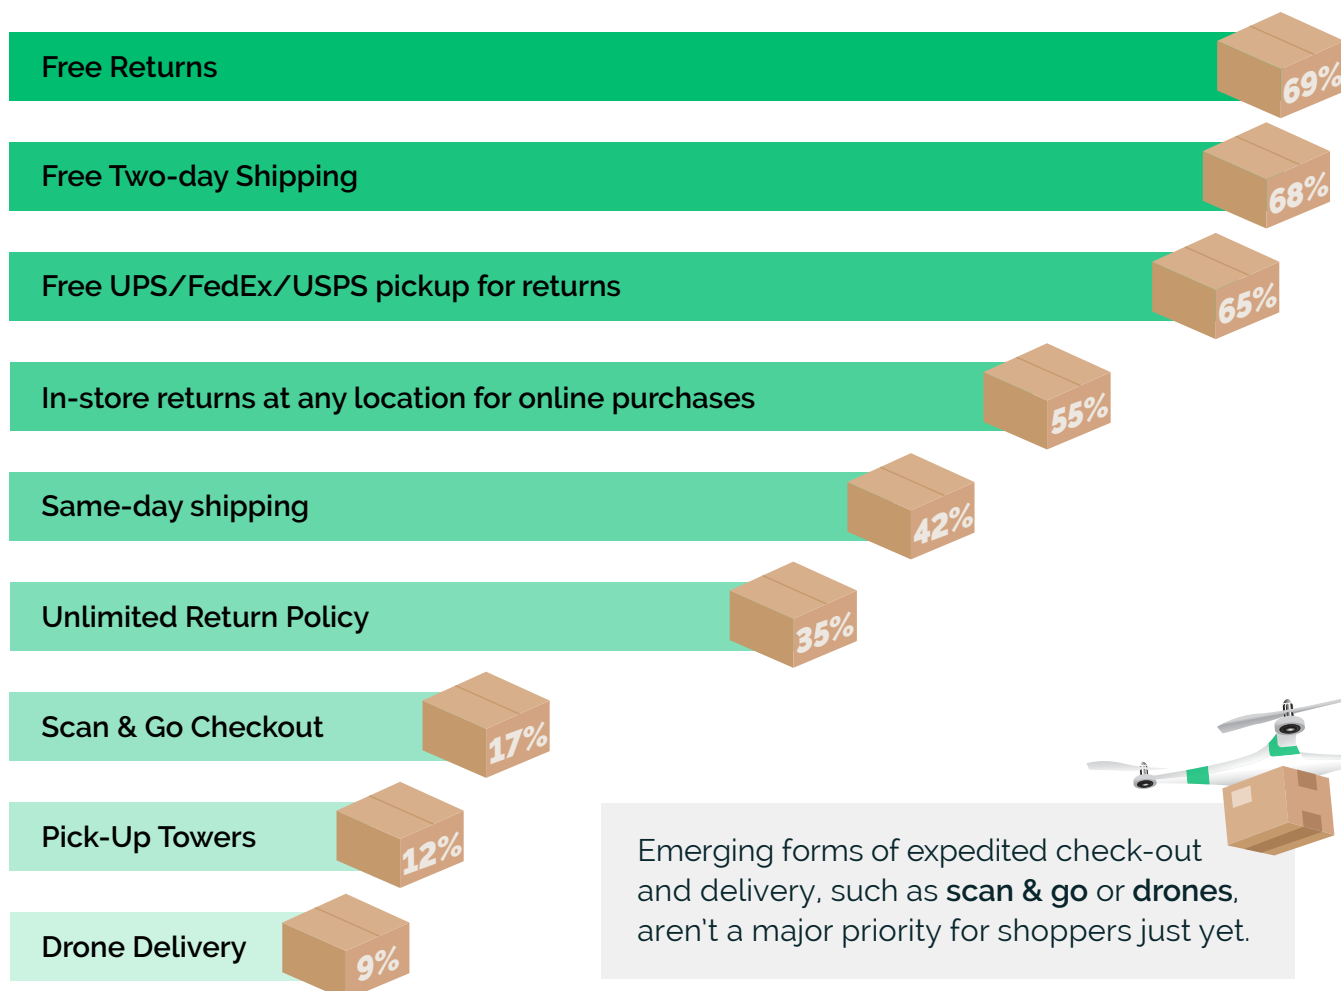 Free Returns
69%
Free Two-day Shipping
68%
Free UPS/FedEx/USPS pickup for returns
65%
In-store returns at any location for online purchases
55%
Same-day shipping
42%
Unlimited Return Policy
35%
Scan & Go Checkout
17%
Pick-Up Towers
12%
Drone Delivery
9%
Emerging forms of expedited check-out
and delivery, such as scan & go or drones,
aren't a major priority for shoppers just yet.